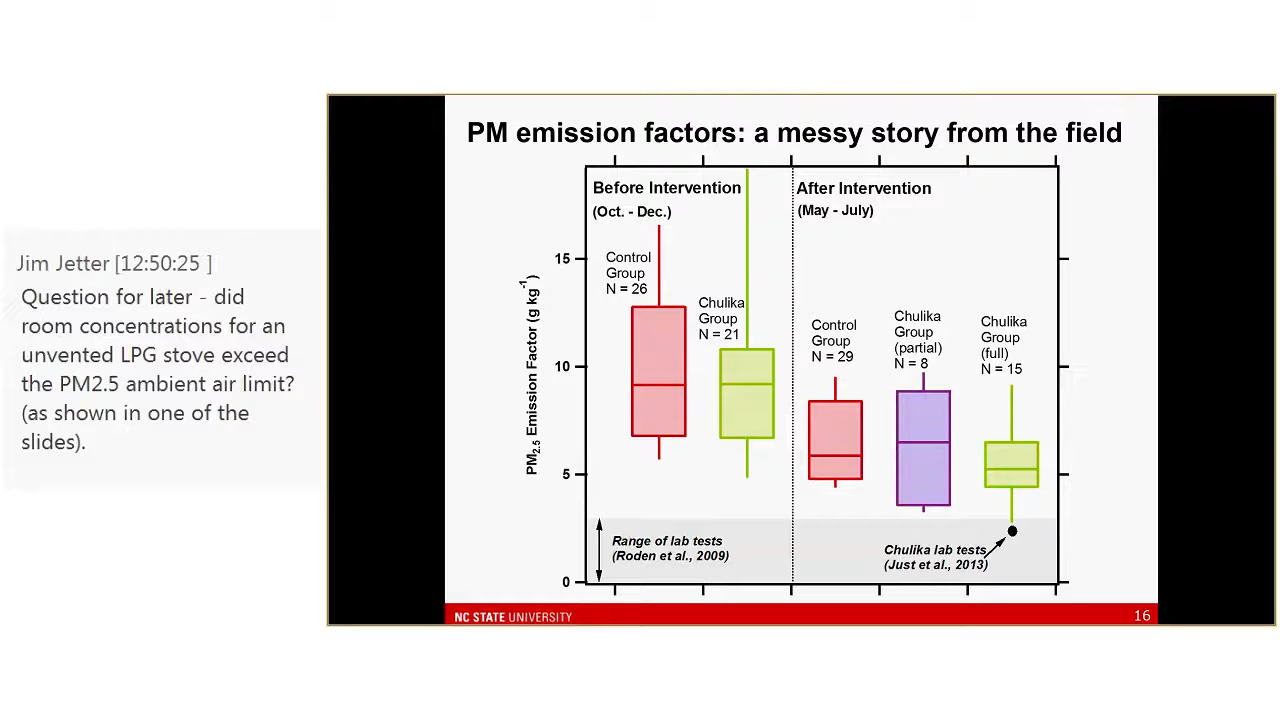 PM emission factors: a messy story from the field
Before Intervention
(Oct. - Dec.)
After Intervention
(May - July)
Control
Group
N = 26
Chulika
Group
N = 21
Control
Group
N = 29
Chulika
Group
(partial)
N = 8
Chulika
Group
(full)
N = 15
15
10
5
0
PM2.5 Emission Factor (g kg-1)
Range of lab tests
(Roden et al., 2009)
Chulika lab tests
(Just et al., 2013)
NC STATE UNIVERSITY
16
Jim Jetter [12:50:25 ]
Question for later - did
room concentrations for an
unvented LPG stove exceed
the PM2.5 ambient air limit?
(as shown in one of the
slides).